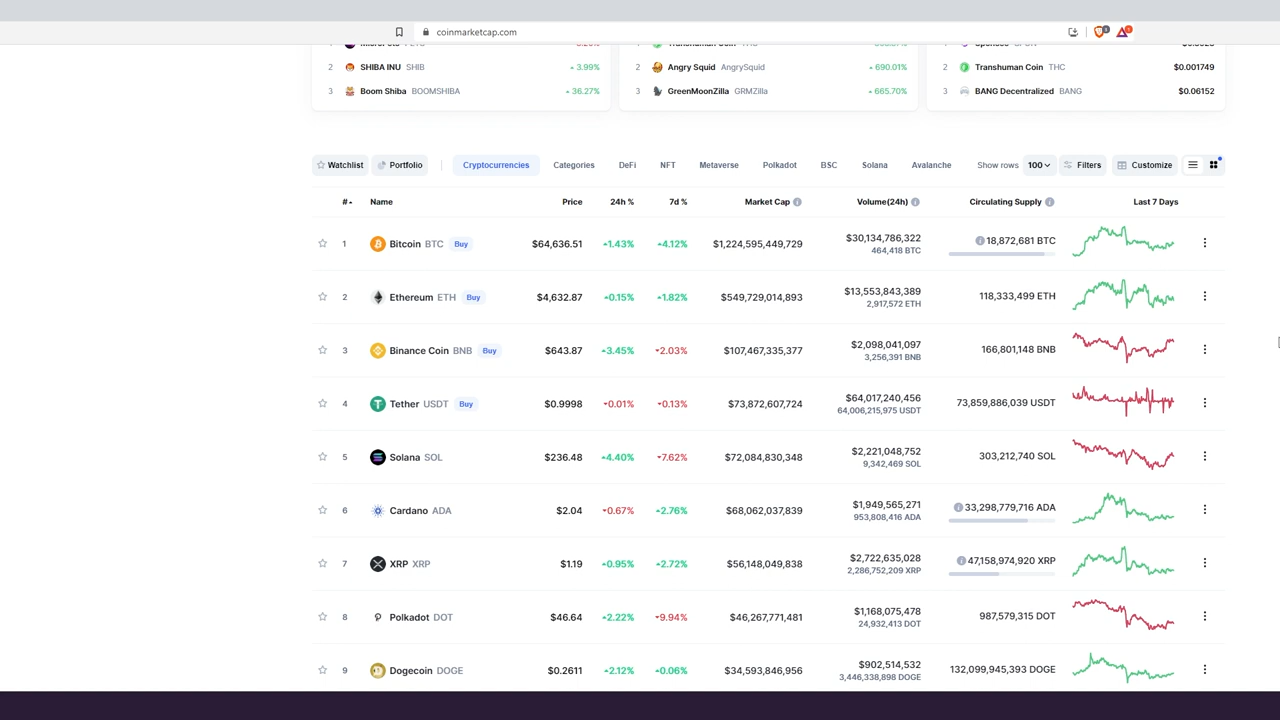 coinmarketcap.com
2 SHIBA INU SHIB 3.99% 2 Angry Squid AngrySquid 690.01% 2 Transhuman Coin THC $0.001749
3 Boom Shiba BOOMSHIBA 36.27% 3 GreenMoonZilla GRMZilla 665.70% 3 BANG Decentralized BANG $0.06152
Watchlist Portfolio Cryptocurrencies Categories DeFi NFT Metaverse Polkadot BSC Solana Avalanche Show rows 100 Filters Customize
# Name Price 24h % 7d % Market Cap Volume(24h) Circulating Supply Last 7 Days
1 Bitcoin BTC Buy $64,636.51 1.43% 4.12% $1,224,595,449,729 $30,134,786,322 18,872,681 BTC
464,418 BTC
2 Ethereum ETH Buy $4,632.87 0.15% 1.82% $549,729,014,893 $13,553,843,389 118,333,499 ETH
2,917,572 ETH
3 Binance Coin BNB Buy $643.87 3.45% 2.03% $107,467,335,377 $2,098,041,097 166,801,148 BNB
3,256,391 BNB
4 Tether USDT Buy $0.9998 0.01% 0.13% $73,872,607,724 $64,017,240,456 73,859,886,039 USDT
64,006,215,975 USDT
5 Solana SOL $236.48 4.40% 7.62% $72,084,830,348 $2,221,048,752 303,212,740 SOL
9,342,469 SOL
6 Cardano ADA $2.04 0.67% 2.76% $68,062,037,839 $1,949,565,271 33,298,779,716 ADA
953,808,416 ADA
7 XRP XRP $1.19 0.95% 2.72% $56,148,049,838 $2,722,635,028 47,158,974,920 XRP
2,286,752,209 XRP
8 Polkadot DOT $46.64 2.22% 9.94% $46,267,771,481 $1,168,075,478 987,579,315 DOT
24,932,413 DOT
9 Dogecoin DOGE $0.2611 2.12% 0.06% $34,593,846,956 $902,514,532 132,099,945,393 DOGE
3,446,338,898 DOGE